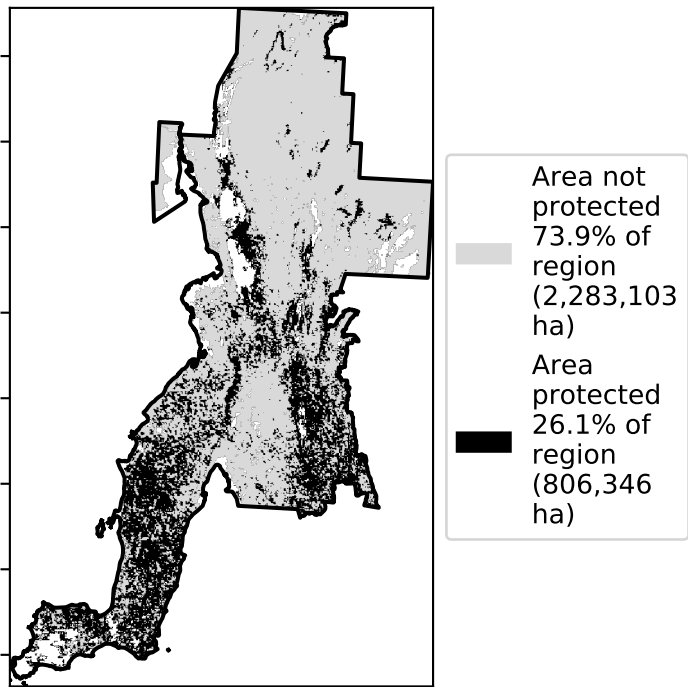 Area not
protected
73.9% of
region
(2,283,103
ha)
Area
protected
26.1% of
region
(806,346
ha)